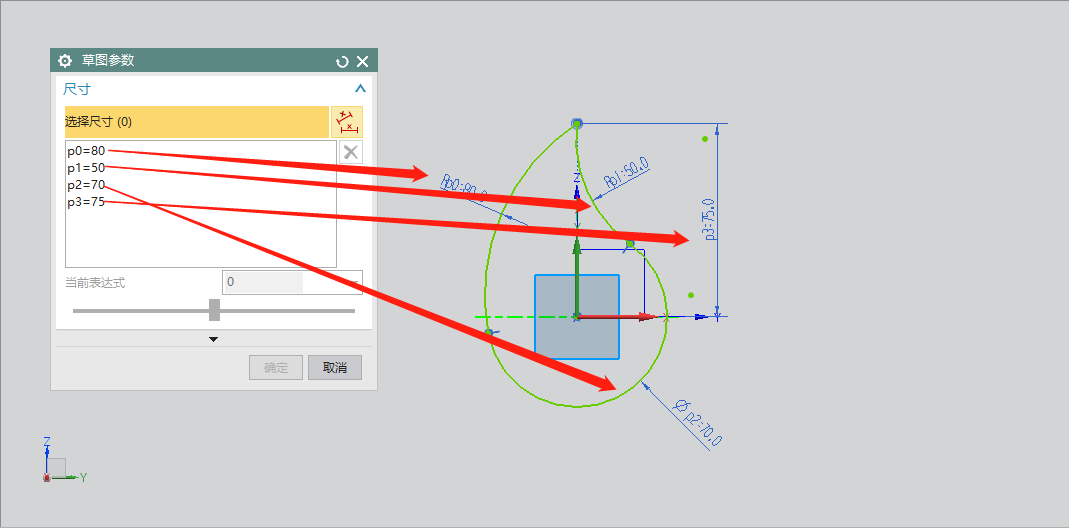 草图参数
尺寸
选择尺寸 (0)
p0=80
p1=50
p2=70
p3=75
当前表达式
0
确定
取消
Rp0:80.0
Rp1:50.0
p3=75.0
Ø p2=70.0
Z
Y
Z
Y